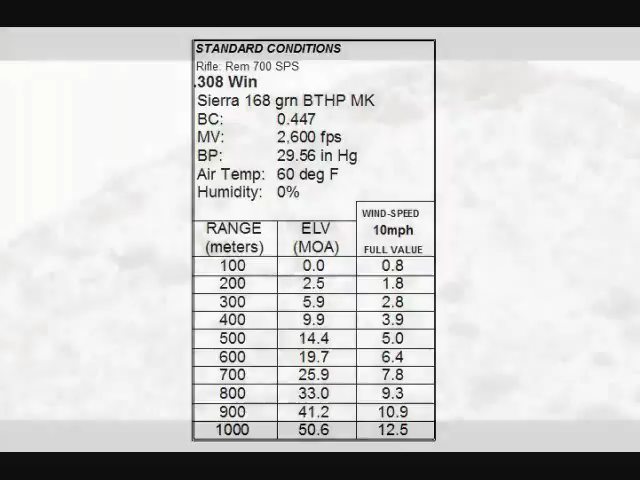 STANDARD CONDITIONS
Rifle: Rem 700 SPS
.308 Win
Sierra 168 grn BTHP MK
BC: 0.447
MV: 2,600 fps
BP: 29.56 in Hg
Air Temp: 60 deg F
Humidity: 0%
WIND-SPEED
RANGE ELV 10mph
(meters) (MOA) FULL VALUE
100 0.0 0.8
200 2.5 1.8
300 5.9 2.8
400 9.9 3.9
500 14.4 5.0
600 19.7 6.4
700 25.9 7.8
800 33.0 9.3
900 41.2 10.9
1000 50.6 12.5